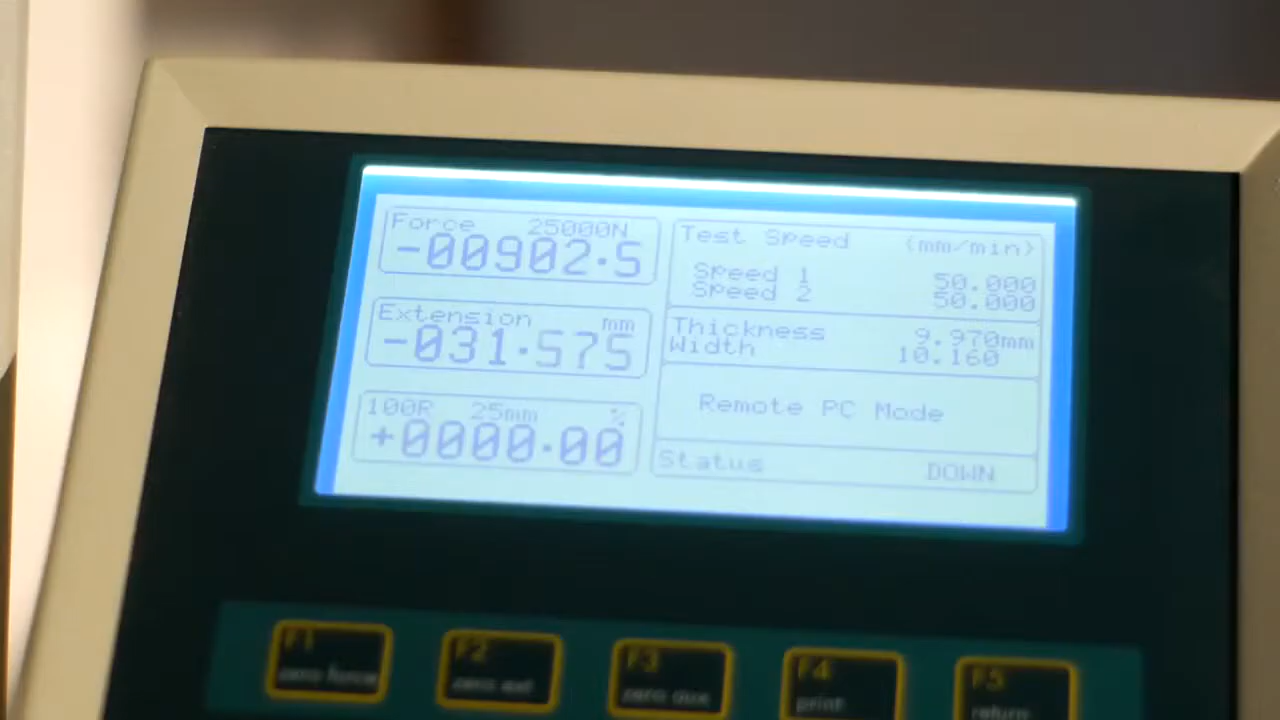 Force 25000N
-00902.5
Extension mm
-031.575
100R 25mm %
+0000.00
Test Speed (mm/min)
Speed 1 50.000
Speed 2 50.000
Thickness 9.970mm
Width 10.160
Remote PC Mode
Status DOWN
F1 F2 F3 F4 F5
zero force zero ext zero aux print return